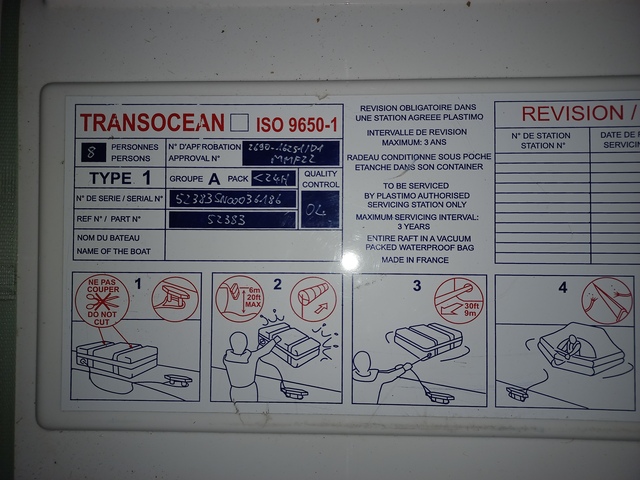 TRANSOCEAN ISO 9650-1
8 PERSONNES
PERSONS
N° D'APPROBATION
APPROVAL N°
MMF22
TYPE 1 GROUPE A PACK <24H
QUALITY
CONTROL
04
N° DE SERIE / SERIAL N°
REF N° / PART N° 52383
NOM DU BATEAU
NAME OF THE BOAT
REVISION OBLIGATOIRE DANS
UNE STATION AGREEE PLASTIMO
INTERVALLE DE REVISION
MAXIMUM: 3 ANS
RADEAU CONDITIONNE SOUS POCHE
ETANCHE DANS SON CONTAINER
TO BE SERVICED
BY PLASTIMO AUTHORISED
SERVICING STATION ONLY
MAXIMUM SERVICING INTERVAL:
3 YEARS
ENTIRE RAFT IN A VACUUM
PACKED WATERPROOF BAG
MADE IN FRANCE
REVISION /
N° DE STATION
STATION N°
DATE DE
SERVICIN
1
NE PAS
COUPER
DO NOT
CUT
2
6m
20ft
MAX
3
30ft
9m
4